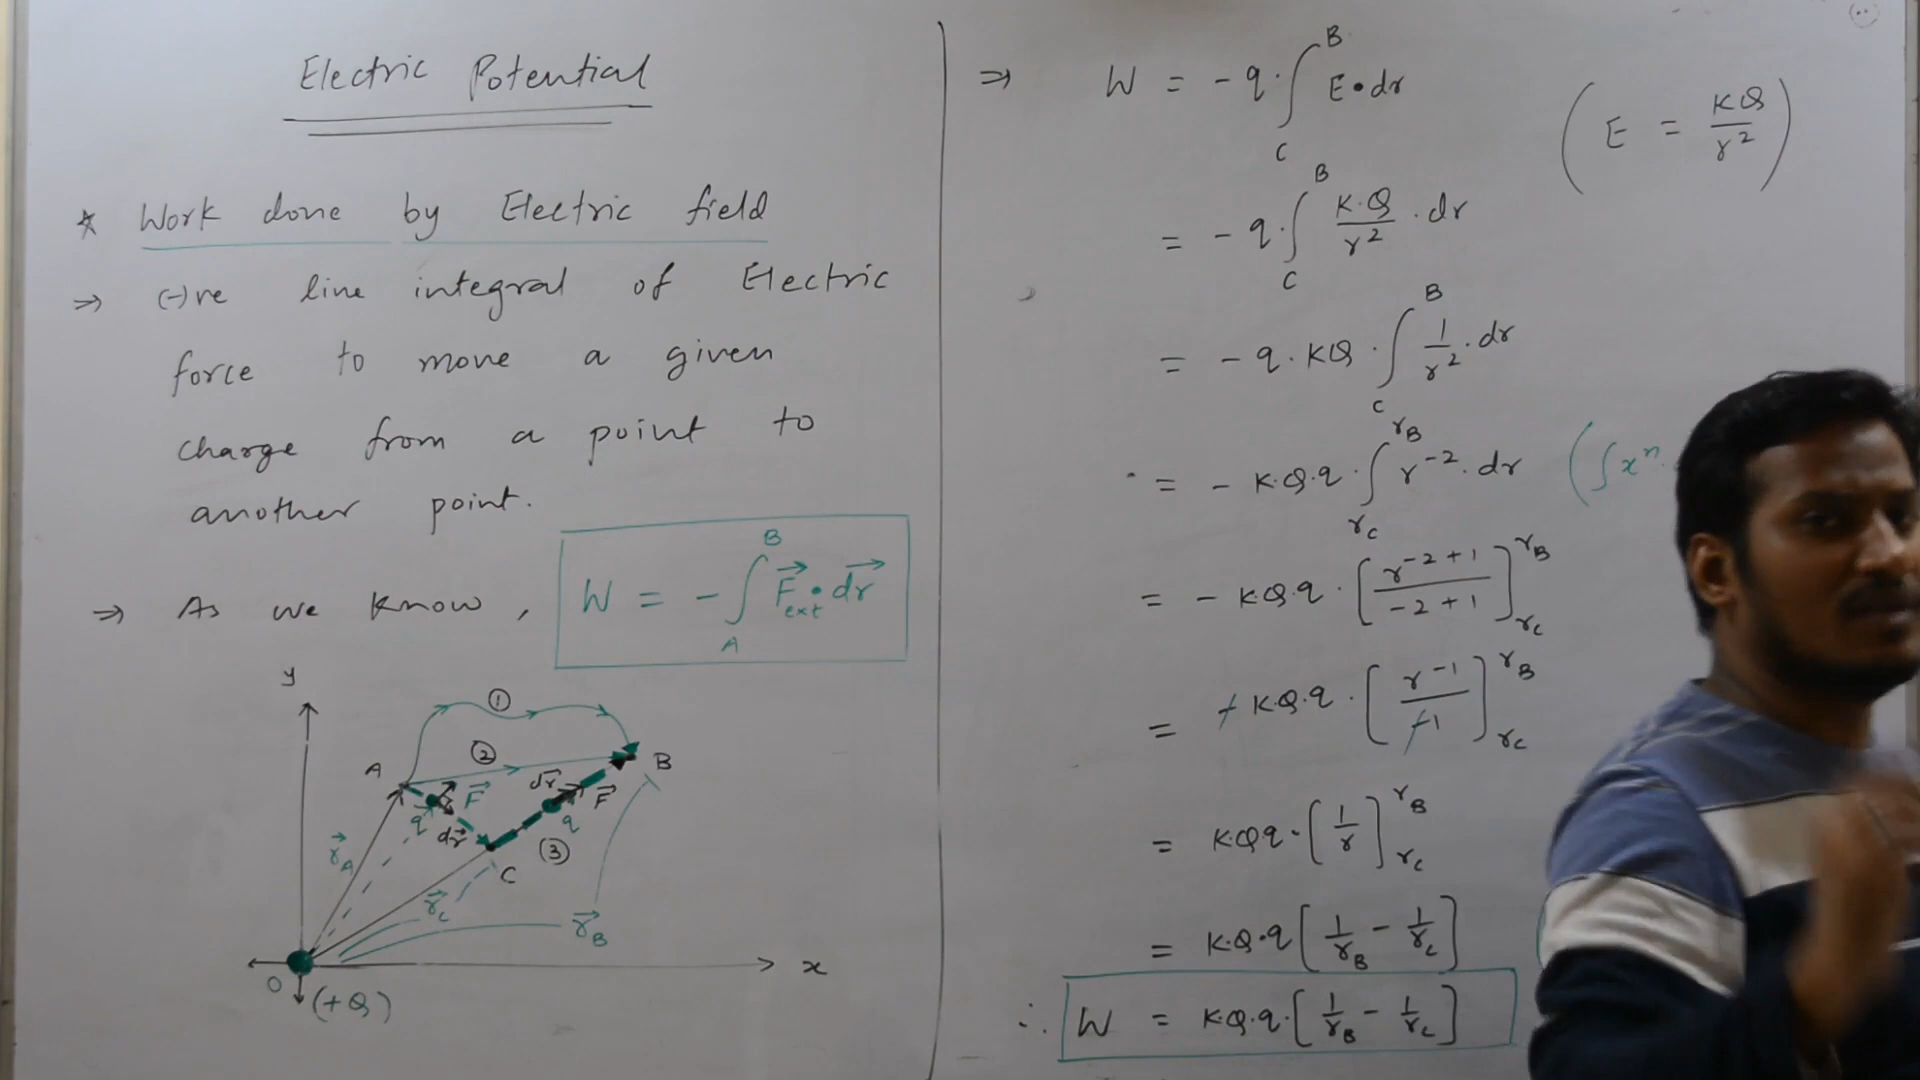 Electric Potential
* Work done by Electric field
⇒ (-)ve line integral of Electric
force to move a given
charge from a point to
another point.
⇒ As we know, W = - ∫_A^B F⃗_ext • d⃗r
y
①
②
A
B
d⃗r
F⃗
F⃗
q
q
d⃗r
③
C
r⃗_A
r⃗_C
r⃗_B
O
x
(+Q)
⇒ W = - q · ∫_C^B E • dr
( E = KQ/r² )
= - q · ∫_C^B K·Q/r² · dr
= - q · KQ · ∫_C^B 1/r² · dr
= - K·Q·q · ∫_{r_C}^{r_B} r^-2 · dr (∫x^n.
= - K·Q·q · [ r^{-2+1} / -2+1 ]_{r_C}^{r_B}
= - K·Q·q · [ r^-1 / -1 ]_{r_C}^{r_B}
= K·Q·q · [ 1/r ]_{r_C}^{r_B}
= K·Q·q [ 1/r_B - 1/r_C ]
∴ W = K·Q·q · [ 1/r_B - 1/r_C ]